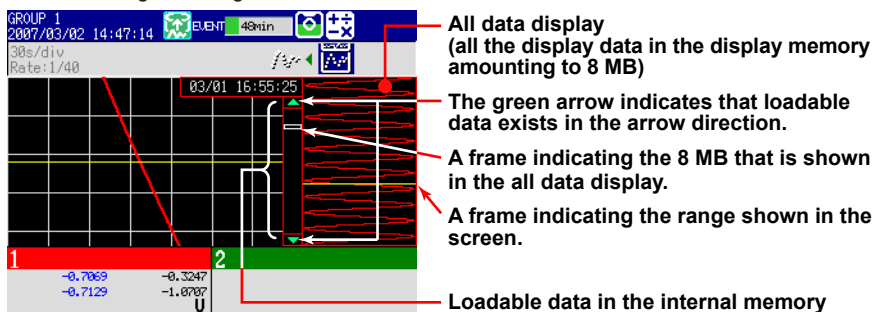 GROUP 1
2007/03/02 14:47:14
EVENT
48min
30s/div
Rate:1/40
03/01 16:55:25
1
2
-0.7069 -0.3247
-0.7129 -1.0707
U
All data display
(all the display data in the display memory
amounting to 8 MB)
The green arrow indicates that loadable
data exists in the arrow direction.
A frame indicating the 8 MB that is shown
in the all data display.
A frame indicating the range shown in the
screen.
Loadable data in the internal memory